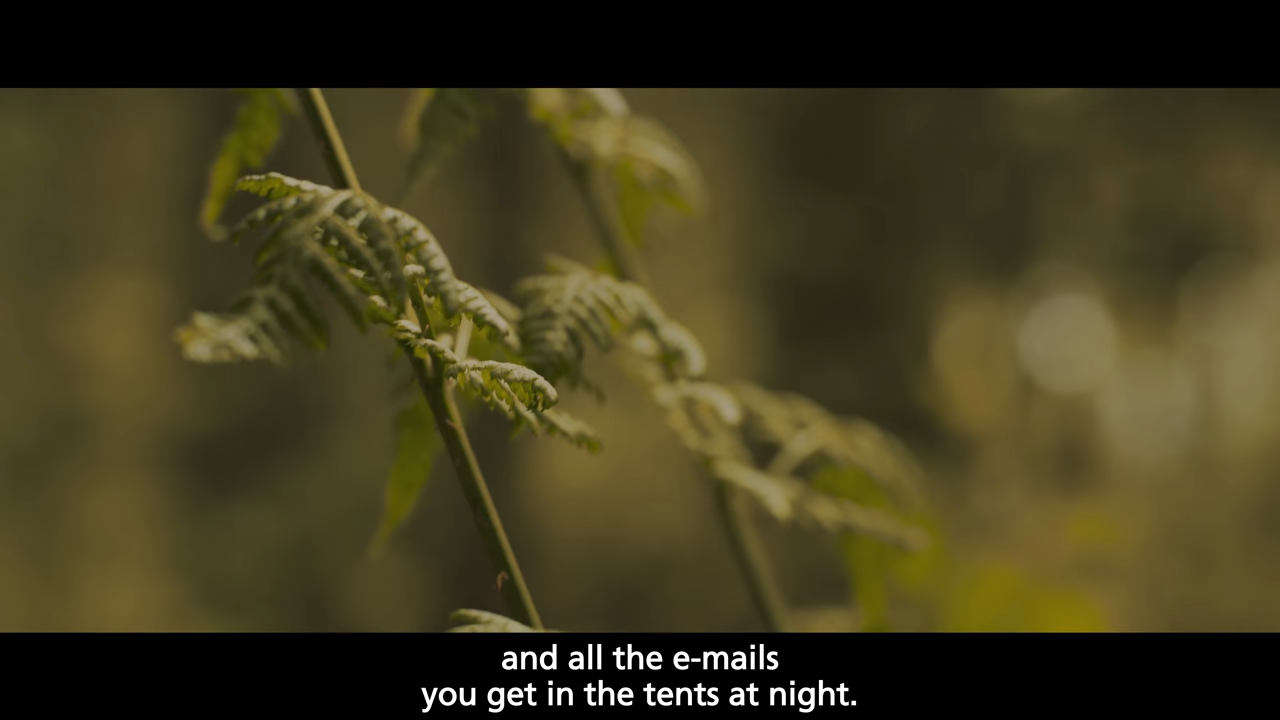 and all the e-mails
you get in the tents at night.